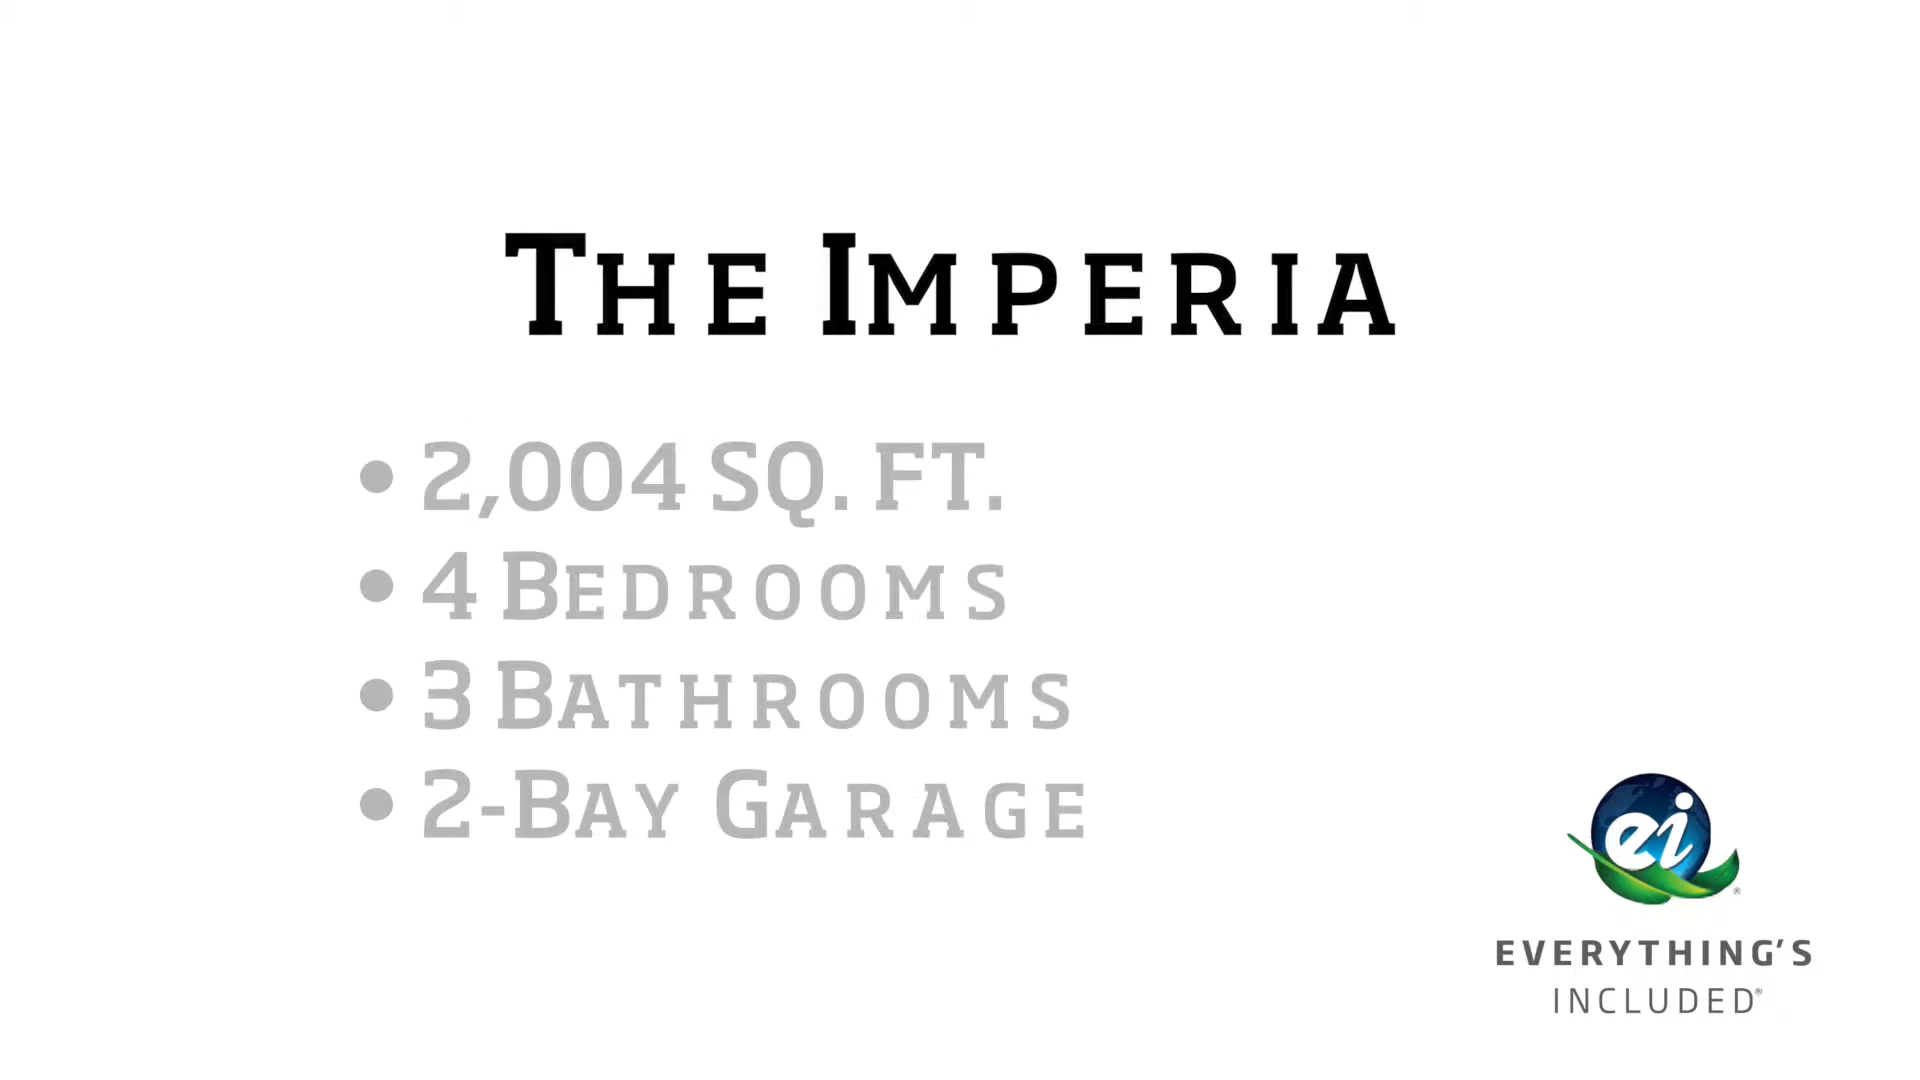 The Imperia
• 2,004 SQ. FT.
• 4 Bedrooms
• 3 Bathrooms
• 2-Bay Garage
ei®
EVERYTHING'S
INCLUDED®